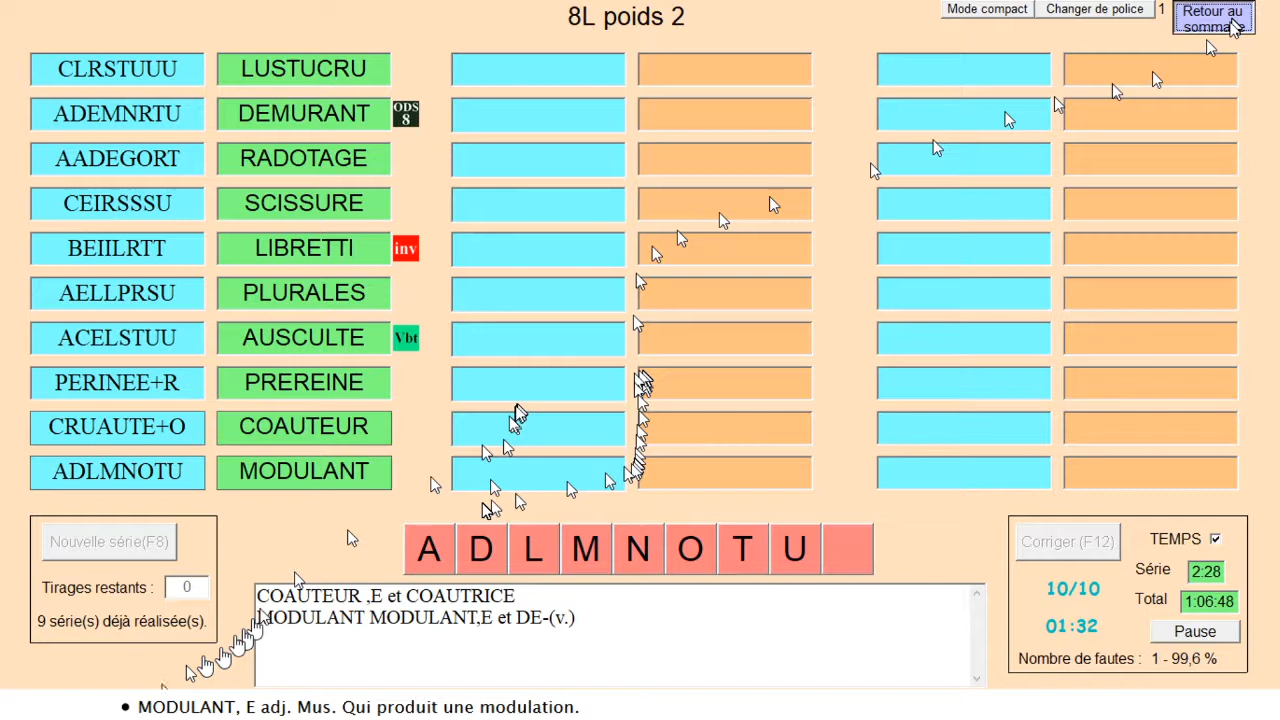 8L poids 2
Mode compact
Changer de police
1
Retour au
sommaire
CLRSTUUU LUSTUCRU
ADEMNRTU DEMURANT ODS 8
AADEGORT RADOTAGE
CEIRSSSU SCISSURE
BEIILRTT LIBRETTI inv
AELLPRSU PLURALES
ACELSTUU AUSCULTE Vbt
PERINEE+R PREREINE
CRUAUTE+O COAUTEUR
ADLMNOTU MODULANT
Nouvelle série(F8)
Tirages restants : 0
9 série(s) déjà réalisée(s).
A D L M N O T U
COAUTEUR ,E et COAUTRICE
MODULANT MODULANT,E et DE-(v.)
Corriger (F12)
TEMPS
Série 2:28
10/10
Total 1:06:48
01:32
Pause
Nombre de fautes : 1 - 99,6 %
• MODULANT, E adj. Mus. Qui produit une modulation.